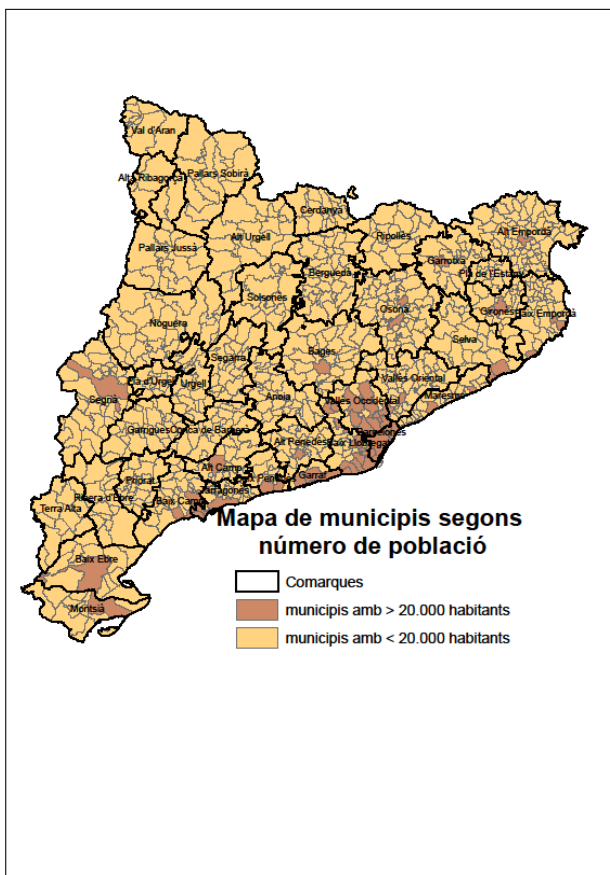 Val d'Aran
Alta Ribagorça
Pallars Sobirà
Cerdanya
Pallars Jussà
Alt Urgell
Ripollès
Alt Empordà
Garrotxa
Berguedà
Pla de l'Estany
Solsonès
Osona
Gironès
Baix Empordà
Noguera
Selva
Segarra
Bages
Pla d'Urgell
Urgell
Vallès Oriental
Segrià
Anoia
Vallès Occidental
Maresme
Garrigues
Conca de Barberà
Barcelonès
Alt Penedès
Baix Llobregat
Alt Camp
Priorat
Baix Penedès
Garraf
Ribera d'Ebre
Tarragonès
Terra Alta
Baix Camp
Mapa de municipis segons
número de població
Baix Ebre
Comarques
Montsià
municipis amb > 20.000 habitants
municipis amb < 20.000 habitants